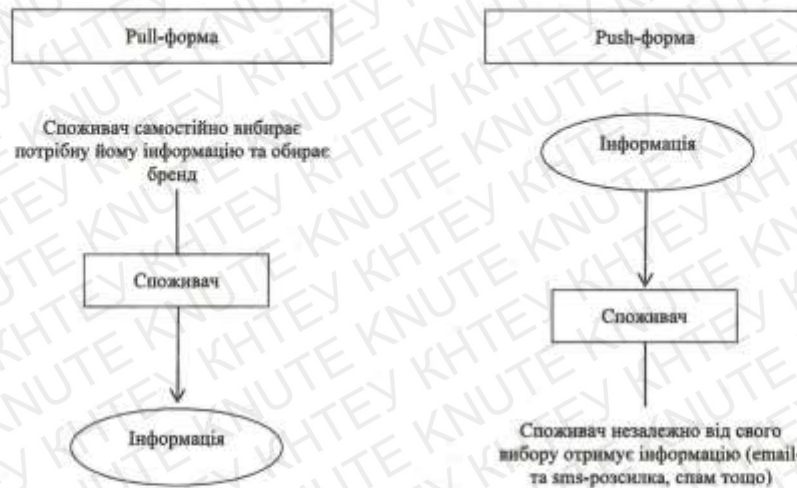 Pull-форма
Споживач самостійно вибирає
потрібну йому інформацію та обирає
бренд
Споживач
Інформація
Push-форма
Інформація
Споживач
Споживач незалежно від свого
вибору отримує інформацію (email-
та sms-розсилка, спам тощо)